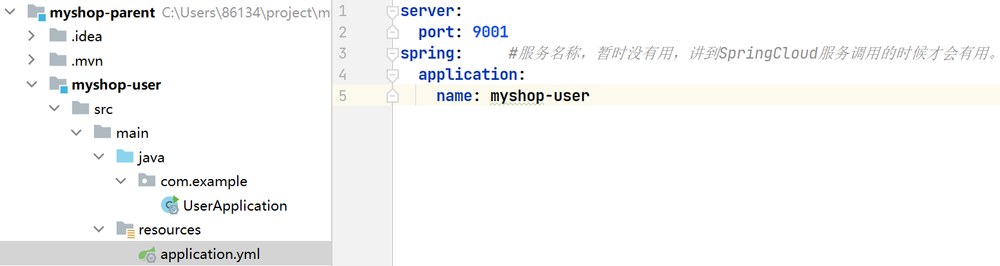 myshop-parent C:\Users\86134\project\my
.idea
.mvn
myshop-user
src
main
java
com.example
UserApplication
resources
application.yml
1 server:
2 port: 9001
3 spring: #服务名称，暂时没有用，讲到SpringCloud服务调用的时候才会有用。
4 application:
5 name: myshop-user